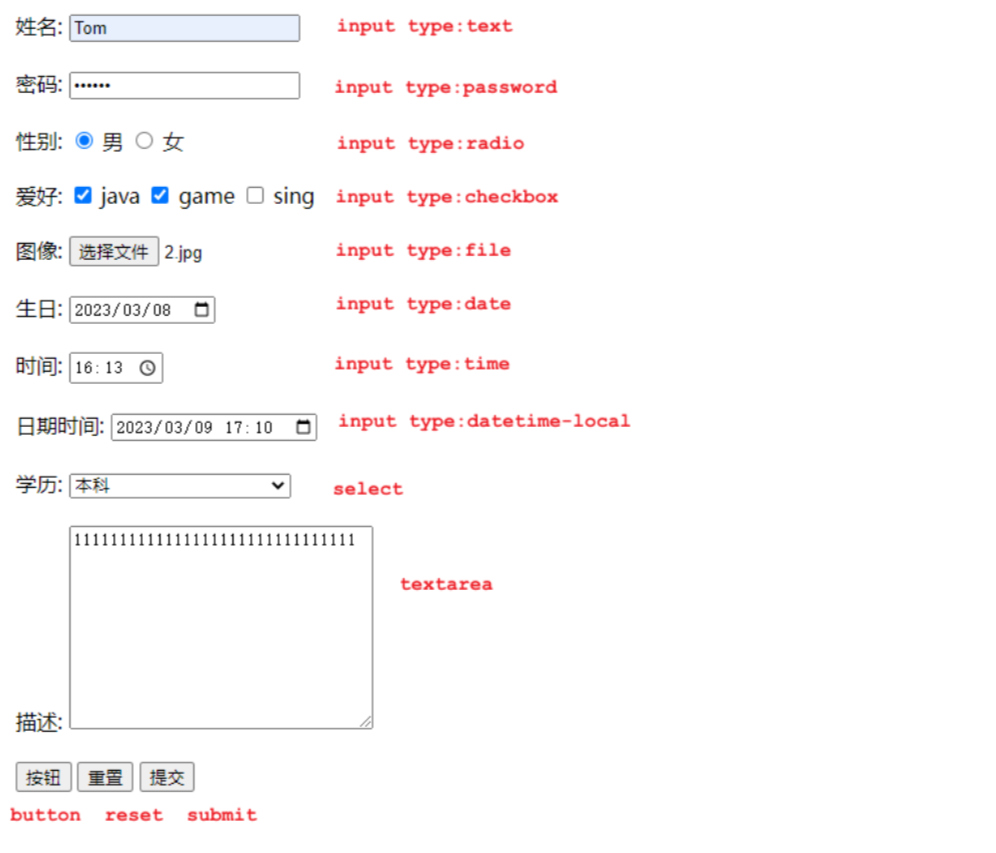 姓名: Tom input type:text
密码: •••••• input type:password
性别: 男 女 input type:radio
爱好: java game sing input type:checkbox
图像: 选择文件 2.jpg input type:file
生日: 2023/03/08 input type:date
时间: 16:13 input type:time
日期时间: 2023/03/09 17:10 input type:datetime-local
学历: 本科 select
1111111111111111111111111111111
textarea
描述:
按钮 重置 提交
button reset submit